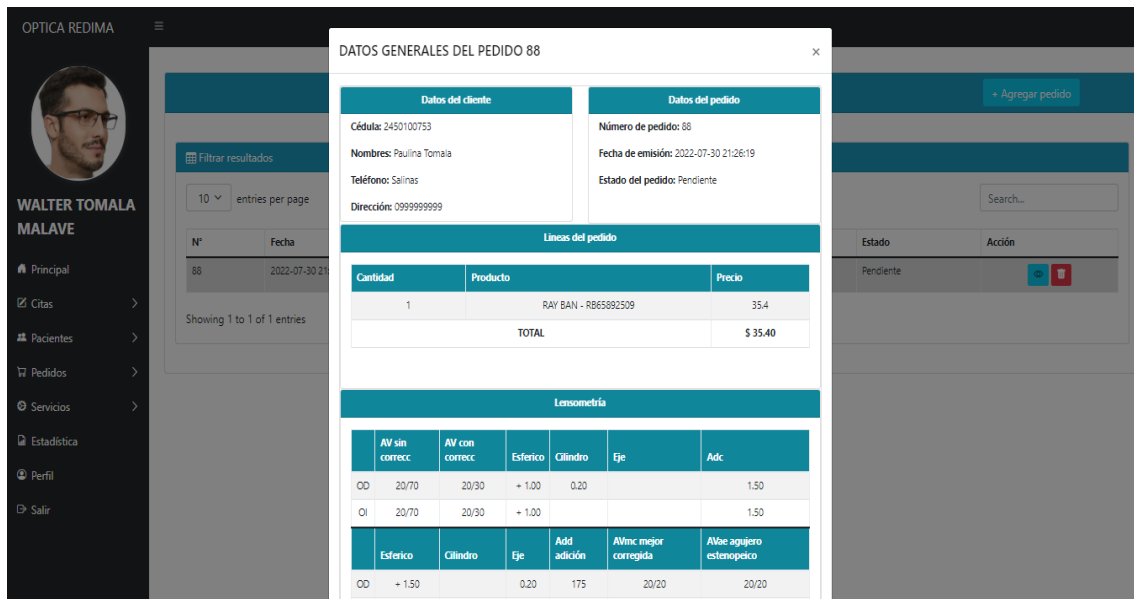 OPTICA REDIMA
WALTER TOMALA
MALAVE
Principal
Citas
Pacientes
Pedidos
Servicios
Estadística
Perfil
Salir
+ Agregar pedido
Filtrar resultados
10 entries per page
Search...
N° Fecha Estado Acción
88 2022-07-30 21: Pendiente
Showing 1 to 1 of 1 entries
DATOS GENERALES DEL PEDIDO 88 ×
Datos del cliente
Cédula: 2450100753
Nombres: Paulina Tomala
Teléfono: Salinas
Dirección: 0999999999
Datos del pedido
Número de pedido: 88
Fecha de emisión: 2022-07-30 21:26:19
Estado del pedido: Pendiente
Lineas del pedido
Cantidad Producto Precio
1 RAY BAN - RB65892509 35.4
TOTAL $ 35.40
Lensometría
AV sin correcc AV con correcc Esferico Cilindro Eje Adc
OD 20/70 20/30 + 1.00 0.20 1.50
OI 20/70 20/30 + 1.00 1.50
Esferico Cilindro Eje Add adición AVmc mejor corregida AVae agujero estenopeico
OD + 1.50 0.20 175 20/20 20/20